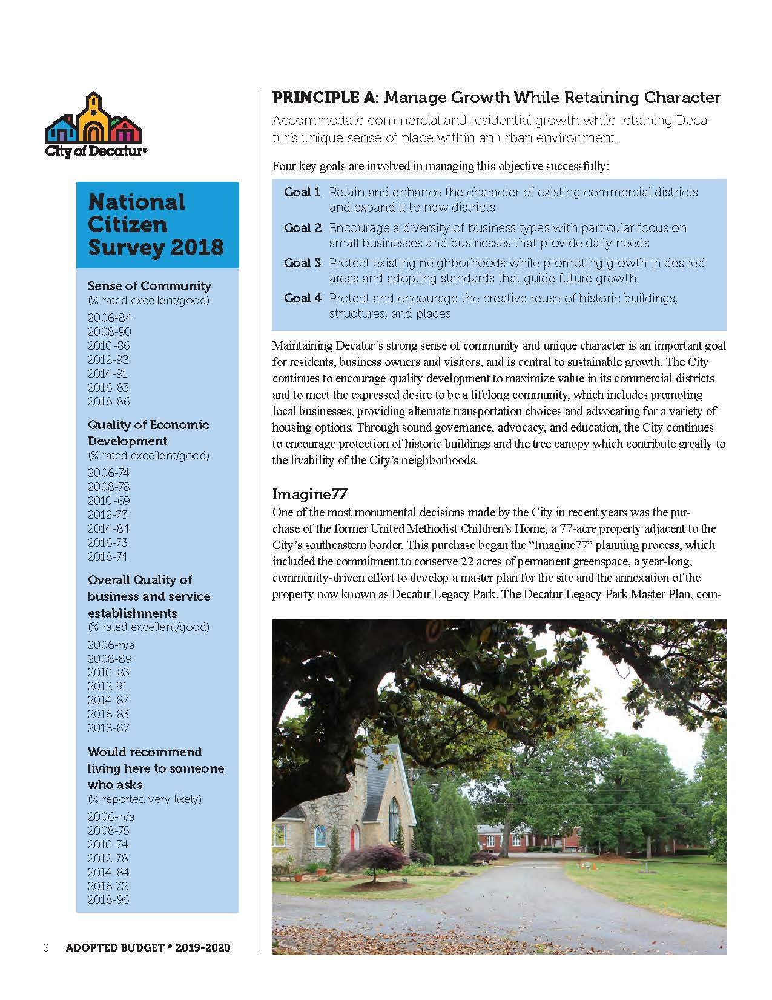 City of Decatur®
National
Citizen
Survey 2018
Sense of Community
(% rated excellent/good)
2006-84
2008-90
2010-86
2012-92
2014-91
2016-83
2018-86
Quality of Economic
Development
(% rated excellent/good)
2006-74
2008-78
2010-69
2012-73
2014-84
2016-73
2018-74
Overall Quality of
business and service
establishments
(% rated excellent/good)
2006-n/a
2008-89
2010-83
2012-91
2014-87
2016-83
2018-87
Would recommend
living here to someone
who asks
(% reported very likely)
2006-n/a
2008-75
2010-74
2012-78
2014-84
2016-72
2018-96
PRINCIPLE A: Manage Growth While Retaining Character
Accommodate commercial and residential growth while retaining Deca-
tur's unique sense of place within an urban environment.
Four key goals are involved in managing this objective successfully:
Goal 1 Retain and enhance the character of existing commercial districts
and expand it to new districts
Goal 2 Encourage a diversity of business types with particular focus on
small businesses and businesses that provide daily needs
Goal 3 Protect existing neighborhoods while promoting growth in desired
areas and adopting standards that guide future growth
Goal 4 Protect and encourage the creative reuse of historic buildings,
structures, and places
Maintaining Decatur's strong sense of community and unique character is an important goal
for residents, business owners and visitors, and is central to sustainable growth. The City
continues to encourage quality development to maximize value in its commercial districts
and to meet the expressed desire to be a lifelong community, which includes promoting
local businesses, providing alternate transportation choices and advocating for a variety of
housing options. Through sound governance, advocacy, and education, the City continues
to encourage protection of historic buildings and the tree canopy which contribute greatly to
the livability of the City's neighborhoods.
Imagine77
One of the most monumental decisions made by the City in recent years was the pur-
chase of the former United Methodist Children's Home, a 77-acre property adjacent to the
City's southeastern border. This purchase began the “Imagine77” planning process, which
included the commitment to conserve 22 acres of permanent greenspace, a year-long,
community-driven effort to develop a master plan for the site and the annexation of the
property now known as Decatur Legacy Park. The Decatur Legacy Park Master Plan, com-
8 ADOPTED BUDGET • 2019-2020